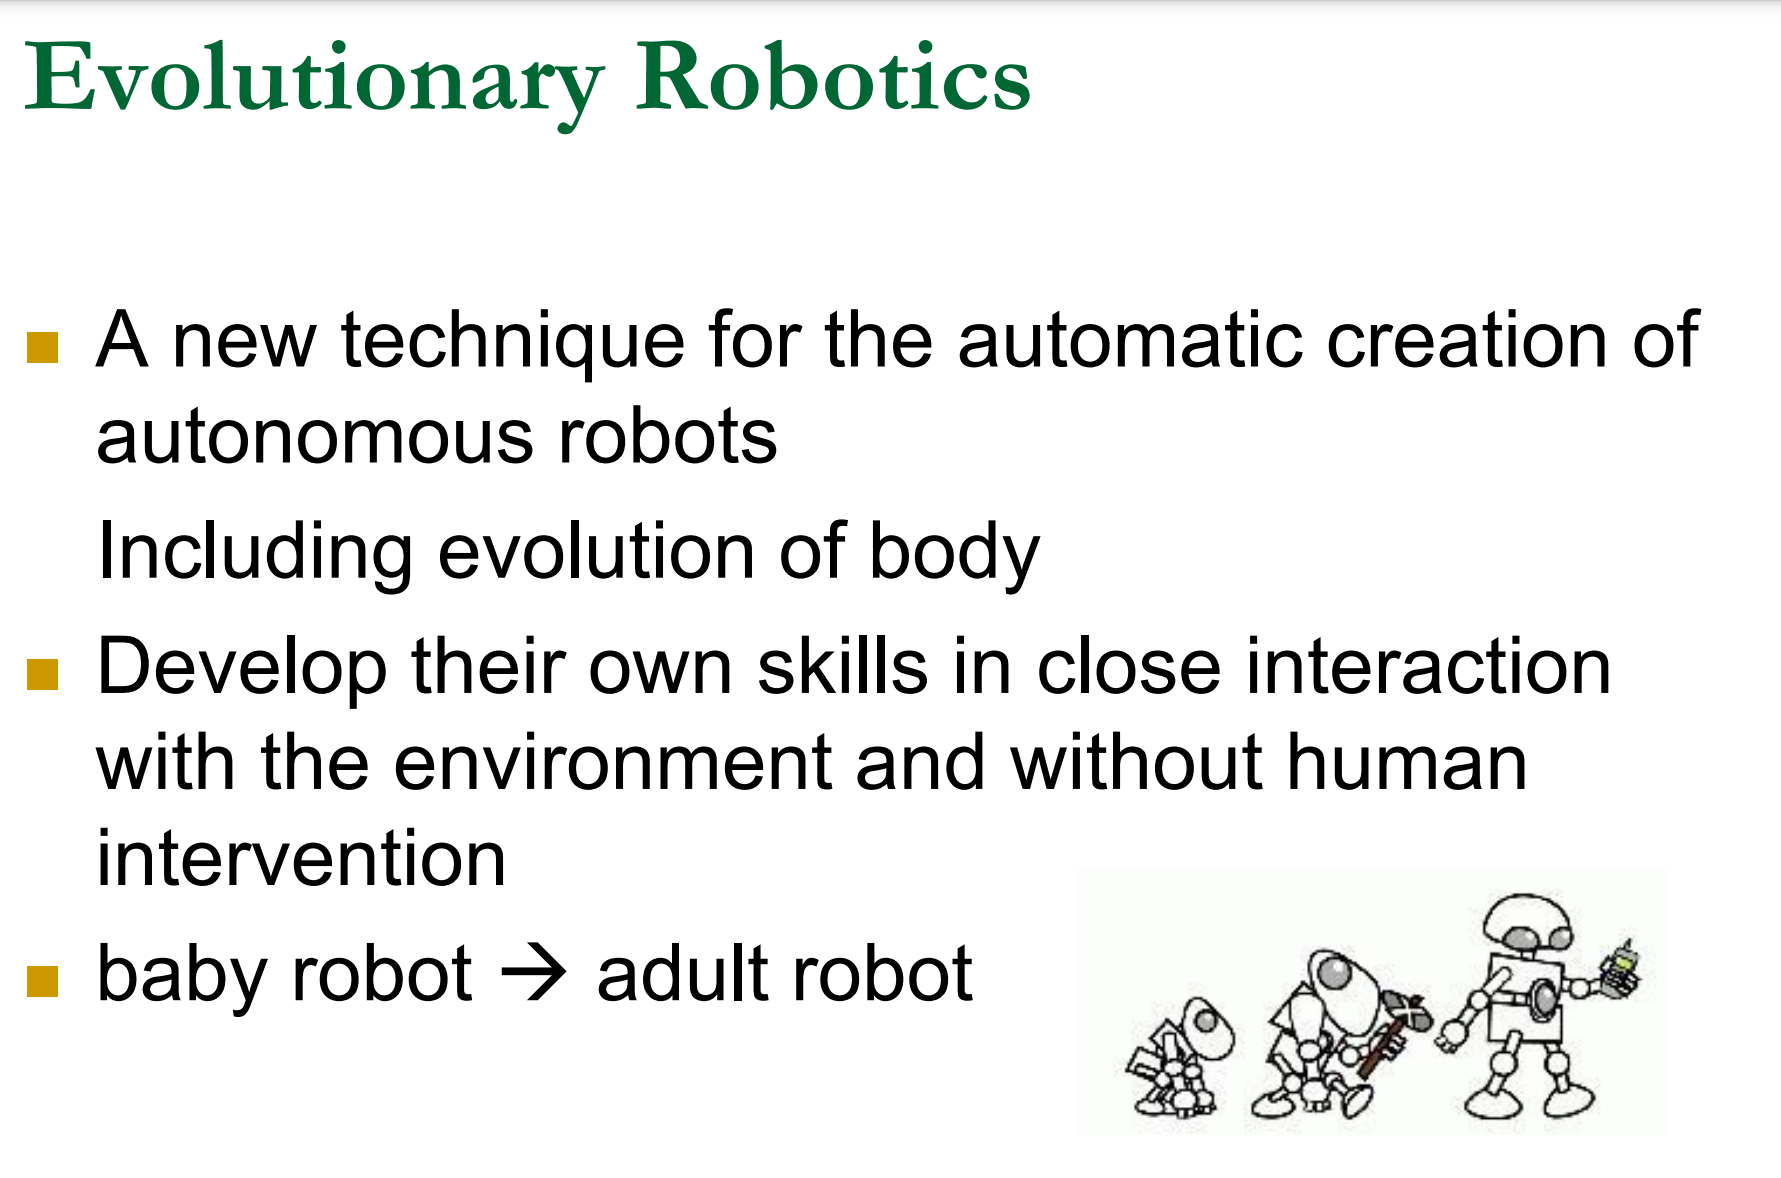 Evolutionary Robotics
A new technique for the automatic creation of
autonomous robots
Including evolution of body
Develop their own skills in close interaction
with the environment and without human
intervention
baby robot → adult robot